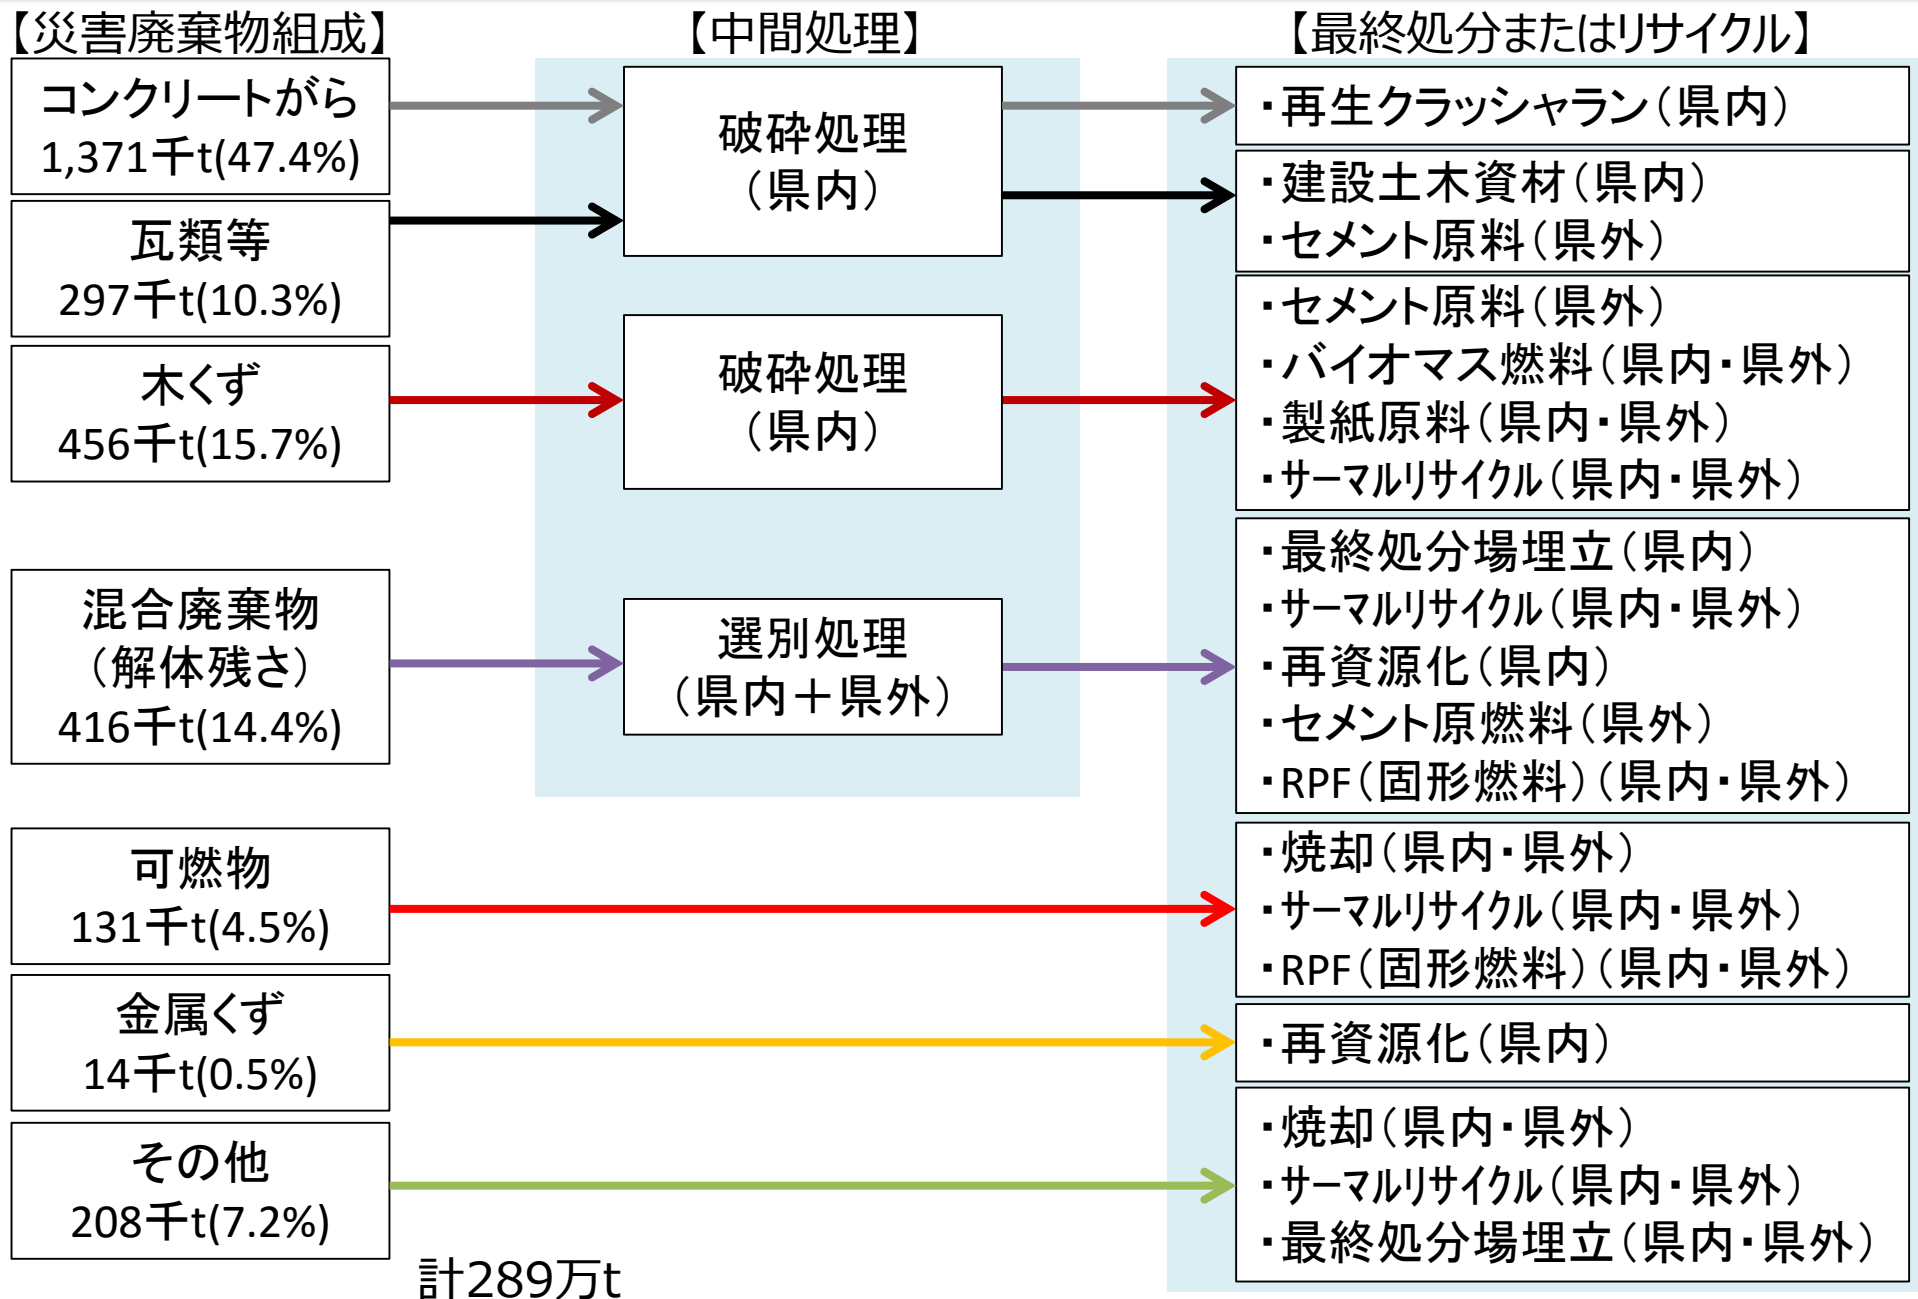 【災害廃棄物組成】
【中間処理】
【最終処分またはリサイクル】
コンクリートがら
1,371千t(47.4%)
瓦類等
297千t(10.3%)
木くず
456千t(15.7%)
混合廃棄物
（解体残さ）
416千t(14.4%)
可燃物
131千t(4.5%)
金属くず
14千t(0.5%)
その他
208千t(7.2%)
計289万t
破砕処理
（県内）
破砕処理
（県内）
選別処理
（県内＋県外）
・再生クラッシャラン（県内）
・建設土木資材（県内）
・セメント原料（県外）
・セメント原料（県外）
・バイオマス燃料（県内・県外）
・製紙原料（県内・県外）
・サーマルリサイクル（県内・県外）
・最終処分場埋立（県内）
・サーマルリサイクル（県内・県外）
・再資源化（県内）
・セメント原燃料（県外）
・RPF（固形燃料）（県内・県外）
・焼却（県内・県外）
・サーマルリサイクル（県内・県外）
・RPF（固形燃料）（県内・県外）
・再資源化（県内）
・焼却（県内・県外）
・サーマルリサイクル（県内・県外）
・最終処分場埋立（県内・県外）